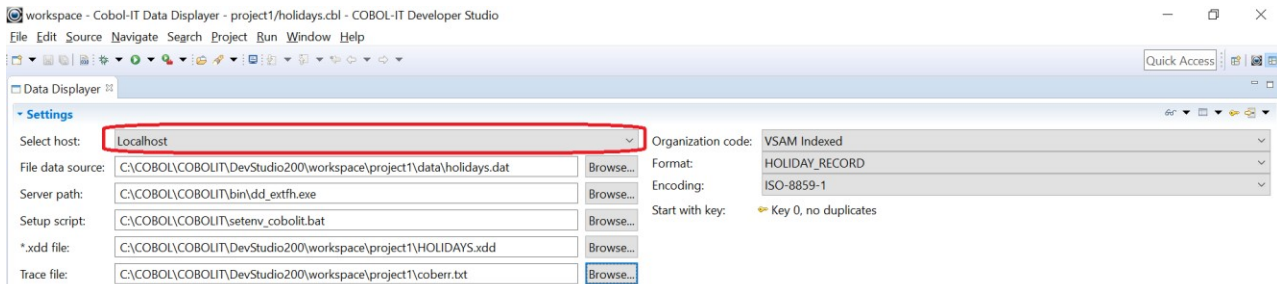 workspace - Cobol-IT Data Displayer - project1/holidays.cbl - COBOL-IT Developer Studio
File Edit Source Navigate Search Project Run Window Help
Quick Access
Data Displayer
Settings
Select host: Localhost
Organization code: VSAM Indexed
File data source: C:\COBOL\COBOLIT\DevStudio200\workspace\project1\data\holidays.dat Browse...
Format: HOLIDAY_RECORD
Server path: C:\COBOL\COBOLIT\bin\dd_extfh.exe Browse...
Encoding: ISO-8859-1
Setup script: C:\COBOL\COBOLIT\setenv_cobolit.bat Browse...
Start with key: Key 0, no duplicates
*.xdd file: C:\COBOL\COBOLIT\DevStudio200\workspace\project1\HOLIDAYS.xdd Browse...
Trace file: C:\COBOL\COBOLIT\DevStudio200\workspace\project1\coberr.txt Browse...